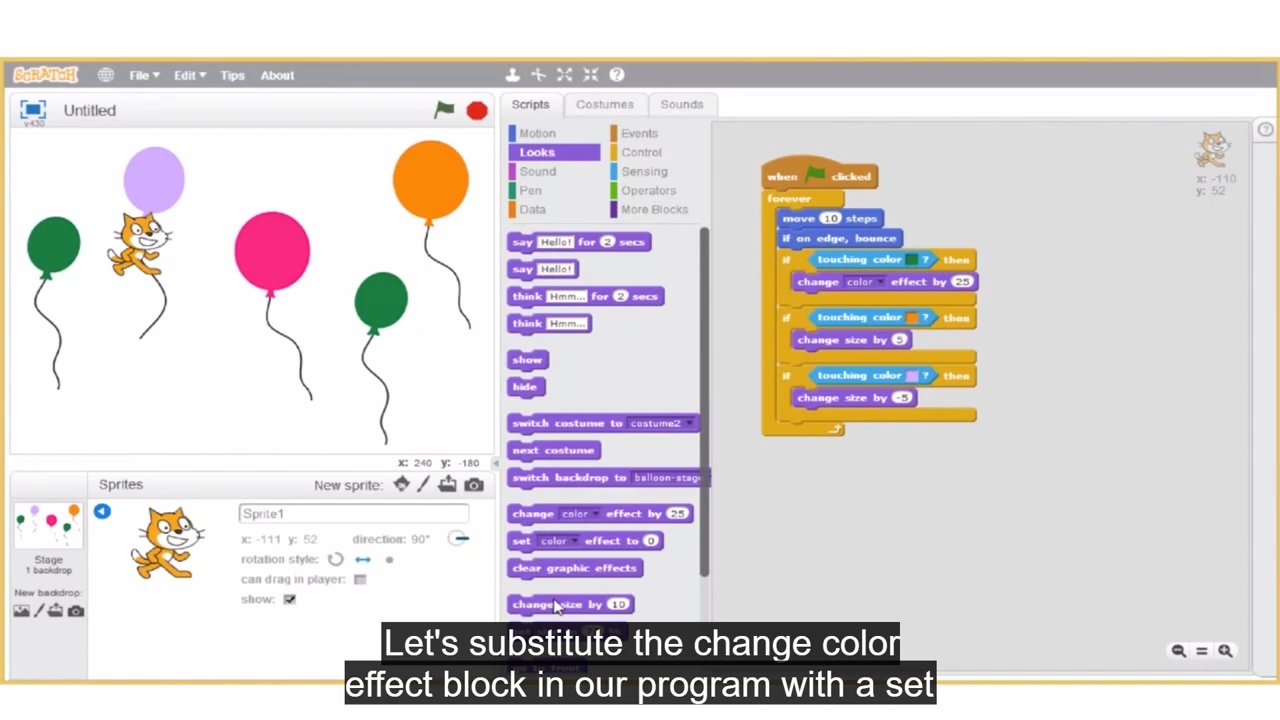 SCRATCH File Edit Tips About
v430 Untitled
Scripts Costumes Sounds
Motion Events
Looks Control
Sound Sensing
Pen Operators
Data More Blocks
say Hello! for 2 secs
say Hello!
think Hmm... for 2 secs
think Hmm...
show
hide
switch costume to costume2
next costume
switch backdrop to balloon-stage
change color effect by 25
set color effect to 0
clear graphic effects
change size by 10
when clicked
forever
move 10 steps
if on edge, bounce
if touching color ? then
change color effect by 25
if touching color ? then
change size by 5
if touching color ? then
change size by -5
x: -110
y: 52
x: 240 y: -180
Sprites New sprite:
Sprite1
x: -111 y: 52 direction: 90°
rotation style:
can drag in player:
show:
Stage
1 backdrop
New backdrop:
Let's substitute the change color
effect block in our program with a set